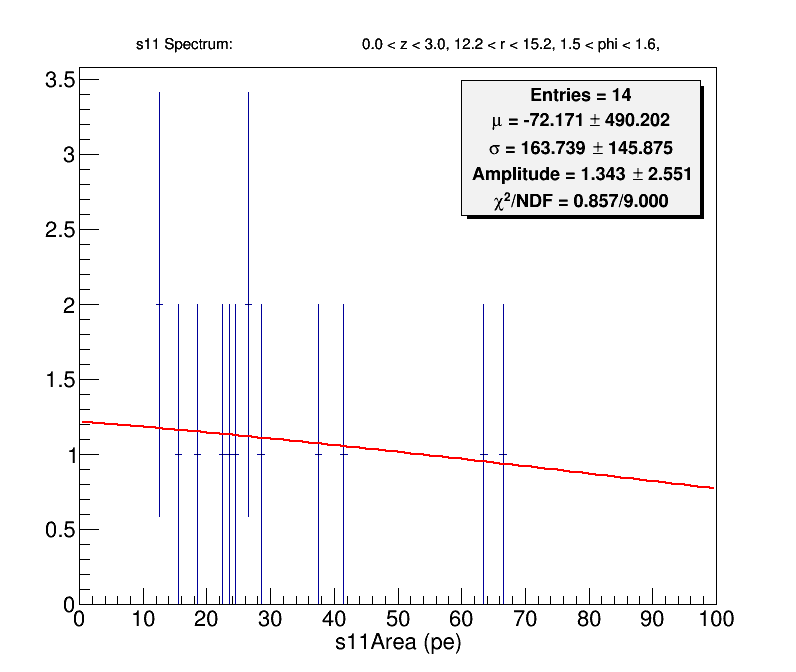 s11 Spectrum: 0.0 < z < 3.0, 12.2 < r < 15.2, 1.5 < phi < 1.6,
Entries = 14
μ = -72.171 ± 490.202
σ = 163.739 ± 145.875
Amplitude = 1.343 ± 2.551
χ²/NDF = 0.857/9.000
3.5
3
2.5
2
1.5
1
0.5
0
0 10 20 30 40 50 60 70 80 90 100
s11Area (pe)